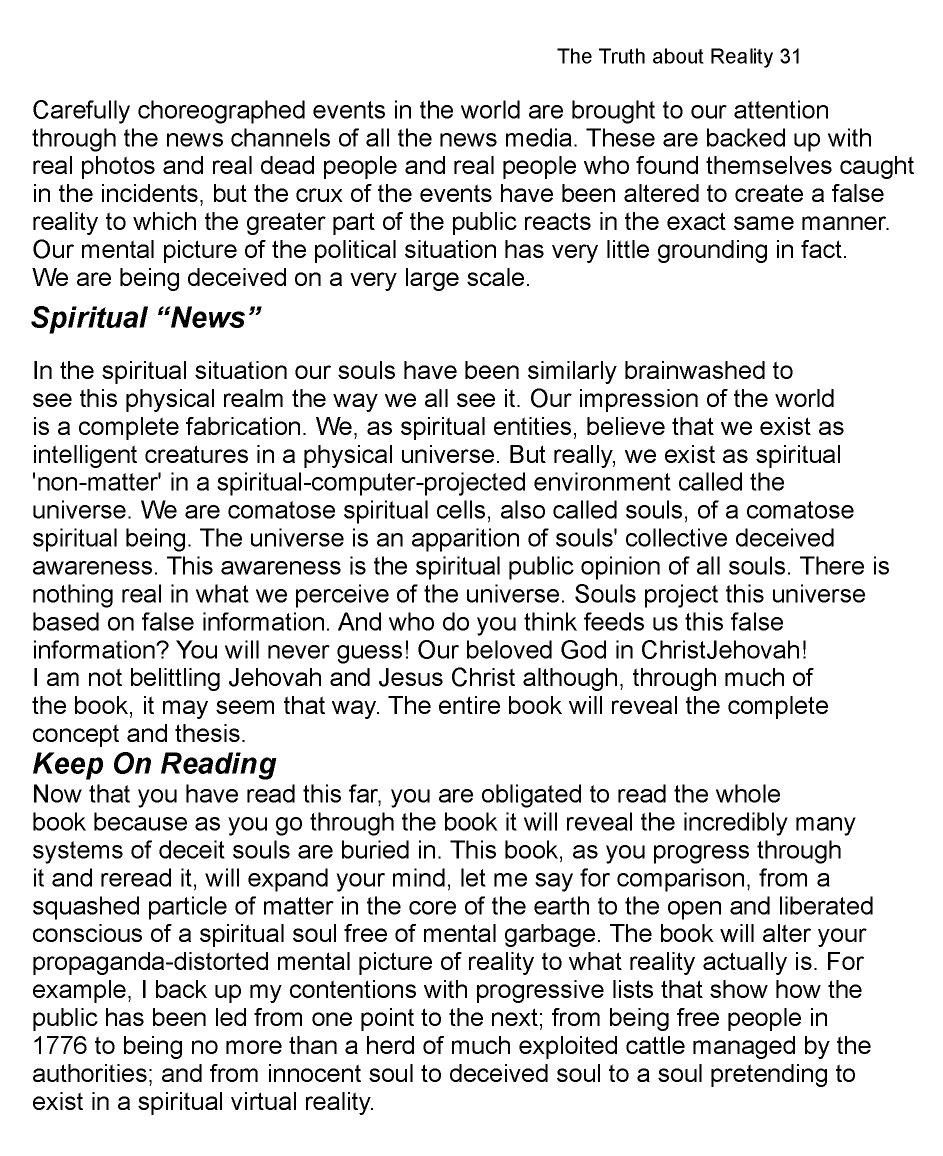 The Truth about Reality 31
Carefully choreographed events in the world are brought to our attention
through the news channels of all the news media. These are backed up with
real photos and real dead people and real people who found themselves caught
in the incidents, but the crux of the events have been altered to create a false
reality to which the greater part of the public reacts in the exact same manner.
Our mental picture of the political situation has very little grounding in fact.
We are being deceived on a very large scale.
Spiritual “News”
In the spiritual situation our souls have been similarly brainwashed to
see this physical realm the way we all see it. Our impression of the world
is a complete fabrication. We, as spiritual entities, believe that we exist as
intelligent creatures in a physical universe. But really, we exist as spiritual
'non-matter' in a spiritual-computer-projected environment called the
universe. We are comatose spiritual cells, also called souls, of a comatose
spiritual being. The universe is an apparition of souls' collective deceived
awareness. This awareness is the spiritual public opinion of all souls. There is
nothing real in what we perceive of the universe. Souls project this universe
based on false information. And who do you think feeds us this false
information? You will never guess! Our beloved God in ChristJehovah!
I am not belittling Jehovah and Jesus Christ although, through much of
the book, it may seem that way. The entire book will reveal the complete
concept and thesis.
Keep On Reading
Now that you have read this far, you are obligated to read the whole
book because as you go through the book it will reveal the incredibly many
systems of deceit souls are buried in. This book, as you progress through
it and reread it, will expand your mind, let me say for comparison, from a
squashed particle of matter in the core of the earth to the open and liberated
conscious of a spiritual soul free of mental garbage. The book will alter your
propaganda-distorted mental picture of reality to what reality actually is. For
example, I back up my contentions with progressive lists that show how the
public has been led from one point to the next; from being free people in
1776 to being no more than a herd of much exploited cattle managed by the
authorities; and from innocent soul to deceived soul to a soul pretending to
exist in a spiritual virtual reality.